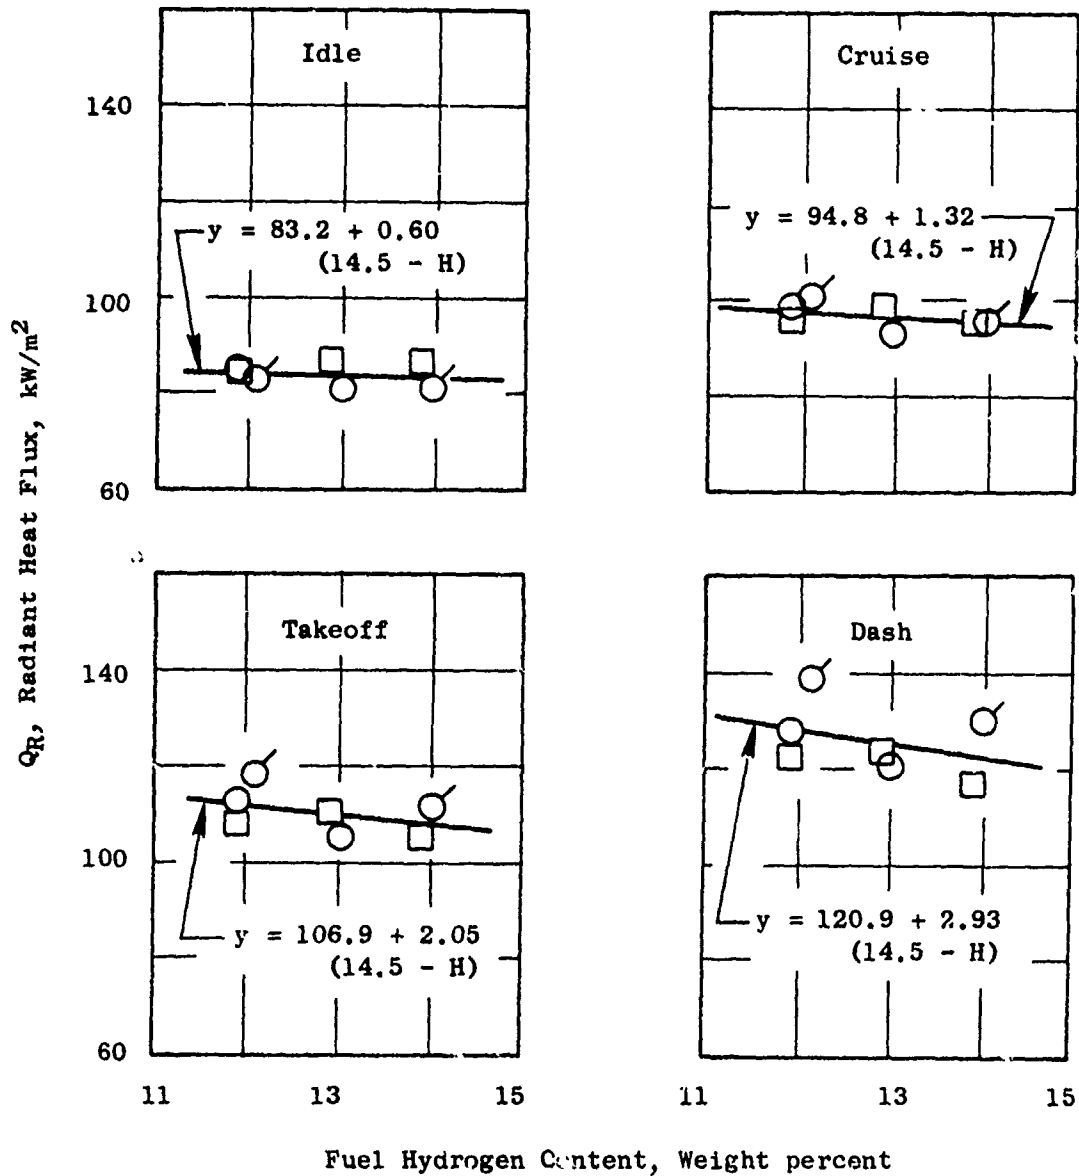 Idle
Cruise
140
y = 83.2 + 0.60
(14.5 - H)
y = 94.8 + 1.32
(14.5 - H)
100
60
QR, Radiant Heat Flux, kW/m²
Takeoff
Dash
140
100
y = 106.9 + 2.05
(14.5 - H)
y = 120.9 + 2.93
(14.5 - H)
60
11 13 15
11 13 15
Fuel Hydrogen Content, Weight percent